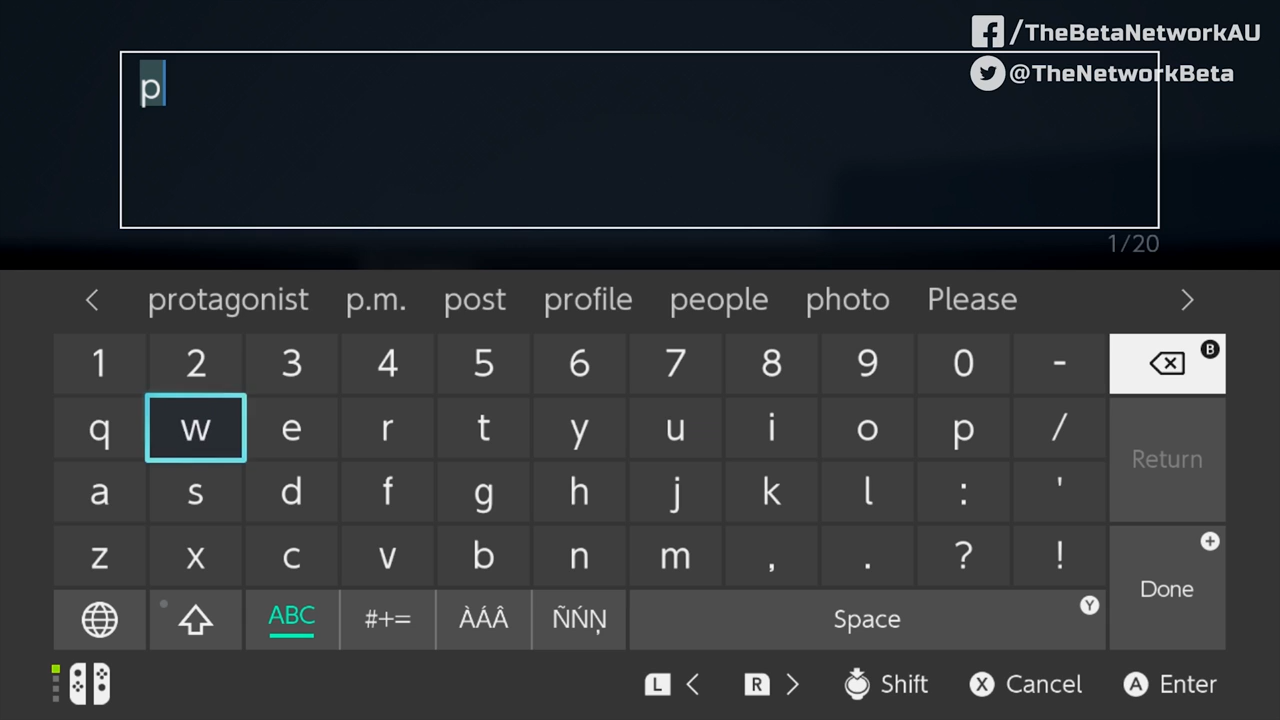 /TheBetaNetworkAU
@TheNetworkBeta
p
1/20
protagonist p.m. post profile people photo Please
1 2 3 4 5 6 7 8 9 0 - B
q w e r t y u i o p /
Return
a s d f g h j k l : '
z x c v b n m , . ? ! +
Done
ABC #+= ÀÁÂ ÑŃŅ Space Y
L < R > Shift X Cancel A Enter